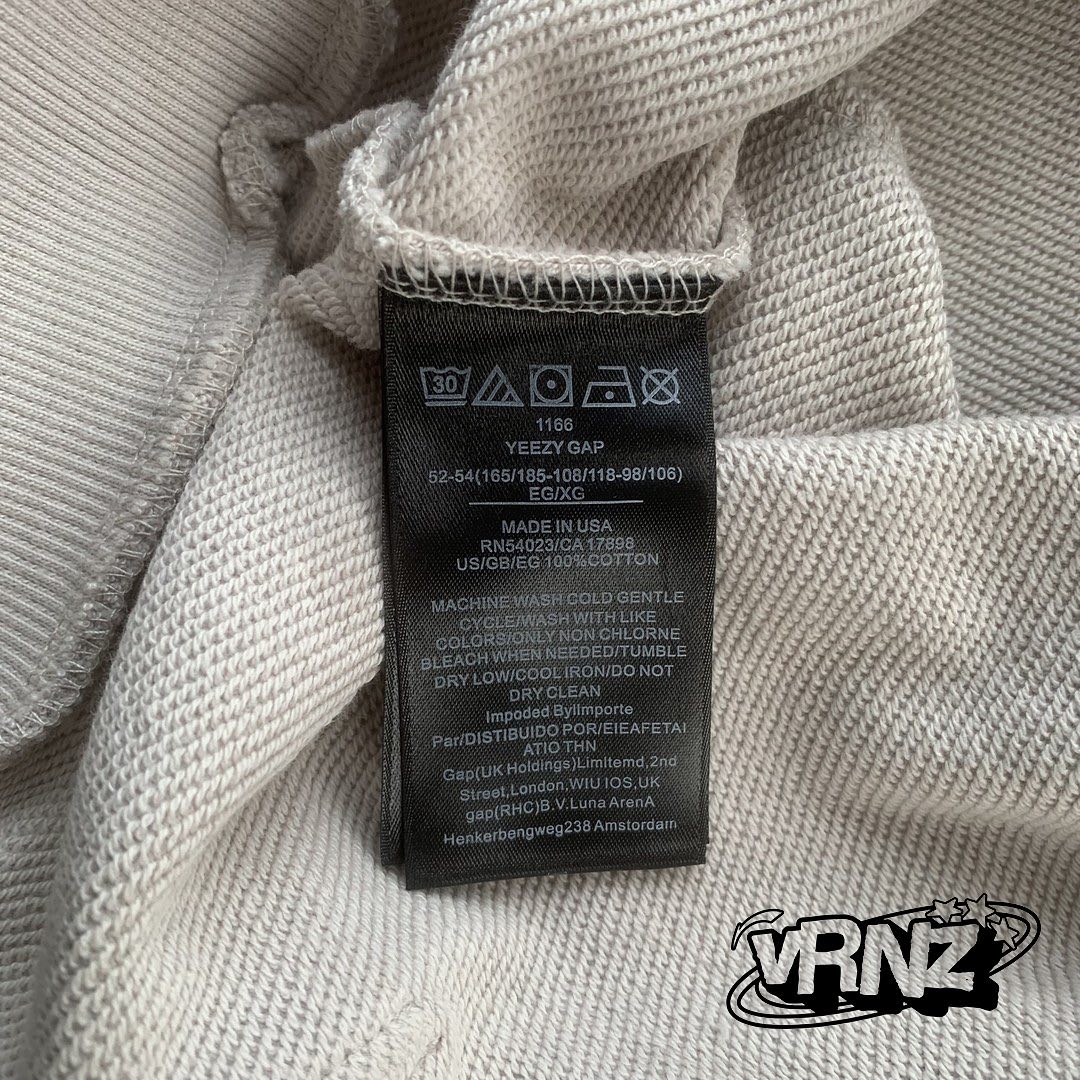 30
1166
YEEZY GAP
52-54(165/185-108/118-98/106)
EG/XG
MADE IN USA
RN54023/CA 17898
US/GB/EG 100%COTTON
MACHINE WASH COLD GENTLE
CYCLE/WASH WITH LIKE
COLORS/ONLY NON CHLORNE
BLEACH WHEN NEEDED/TUMBLE
DRY LOW/COOL IRON/DO NOT
DRY CLEAN
Impoded ByIImporte
Par/DISTIBUIDO POR/EIEAFETAI
ATIO THN
Gap(UK Holdings)LimItemd,2nd
Street,London,WIU IOS,UK
gap(RHC)B.V.Luna ArenA
Henkerbengweg238 Amstordam
VRNZ